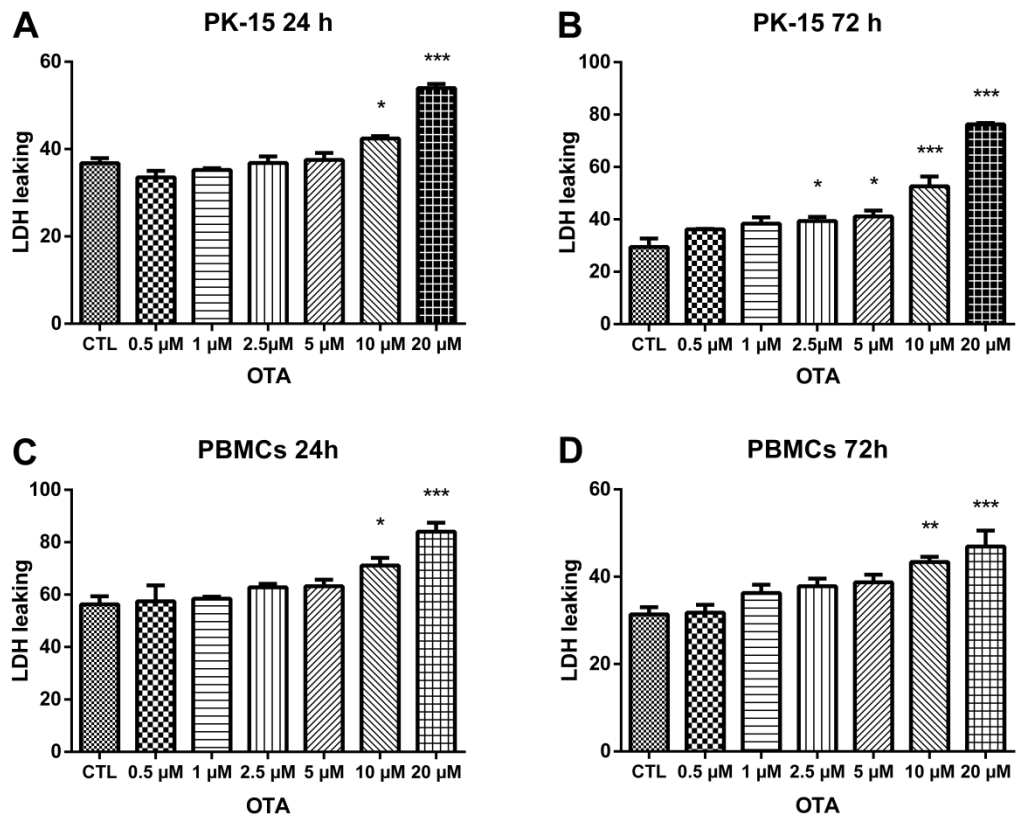 A
PK-15 24 h
***
*
60
40
20
0
LDH leaking
CTL 0.5 µM 1 µM 2.5µM 5 µM 10 µM 20 µM
OTA
B
PK-15 72 h
***
***
* *
100
80
60
40
20
0
LDH leaking
CTL 0.5 µM 1 µM 2.5µM 5 µM 10 µM 20 µM
OTA
C
PBMCs 24h
***
*
100
80
60
40
20
0
LDH leaking
CTL 0.5 µM 1 µM 2.5 µM 5 µM 10 µM 20 µM
OTA
D
PBMCs 72h
***
**
60
40
20
0
LDH leaking
CTL 0.5 µM 1 µM 2.5 µM 5 µM 10 µM 20 µM
OTA